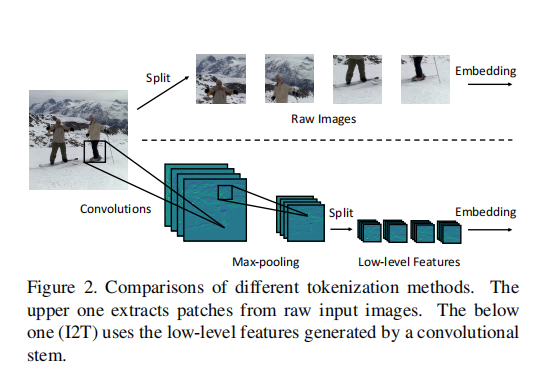 Split
Embedding
Raw Images
Convolutions
Split
Embedding
Max-pooling
Low-level Features
Figure 2. Comparisons of different tokenization methods. The
upper one extracts patches from raw input images. The below
one (I2T) uses the low-level features generated by a convolutional
stem.